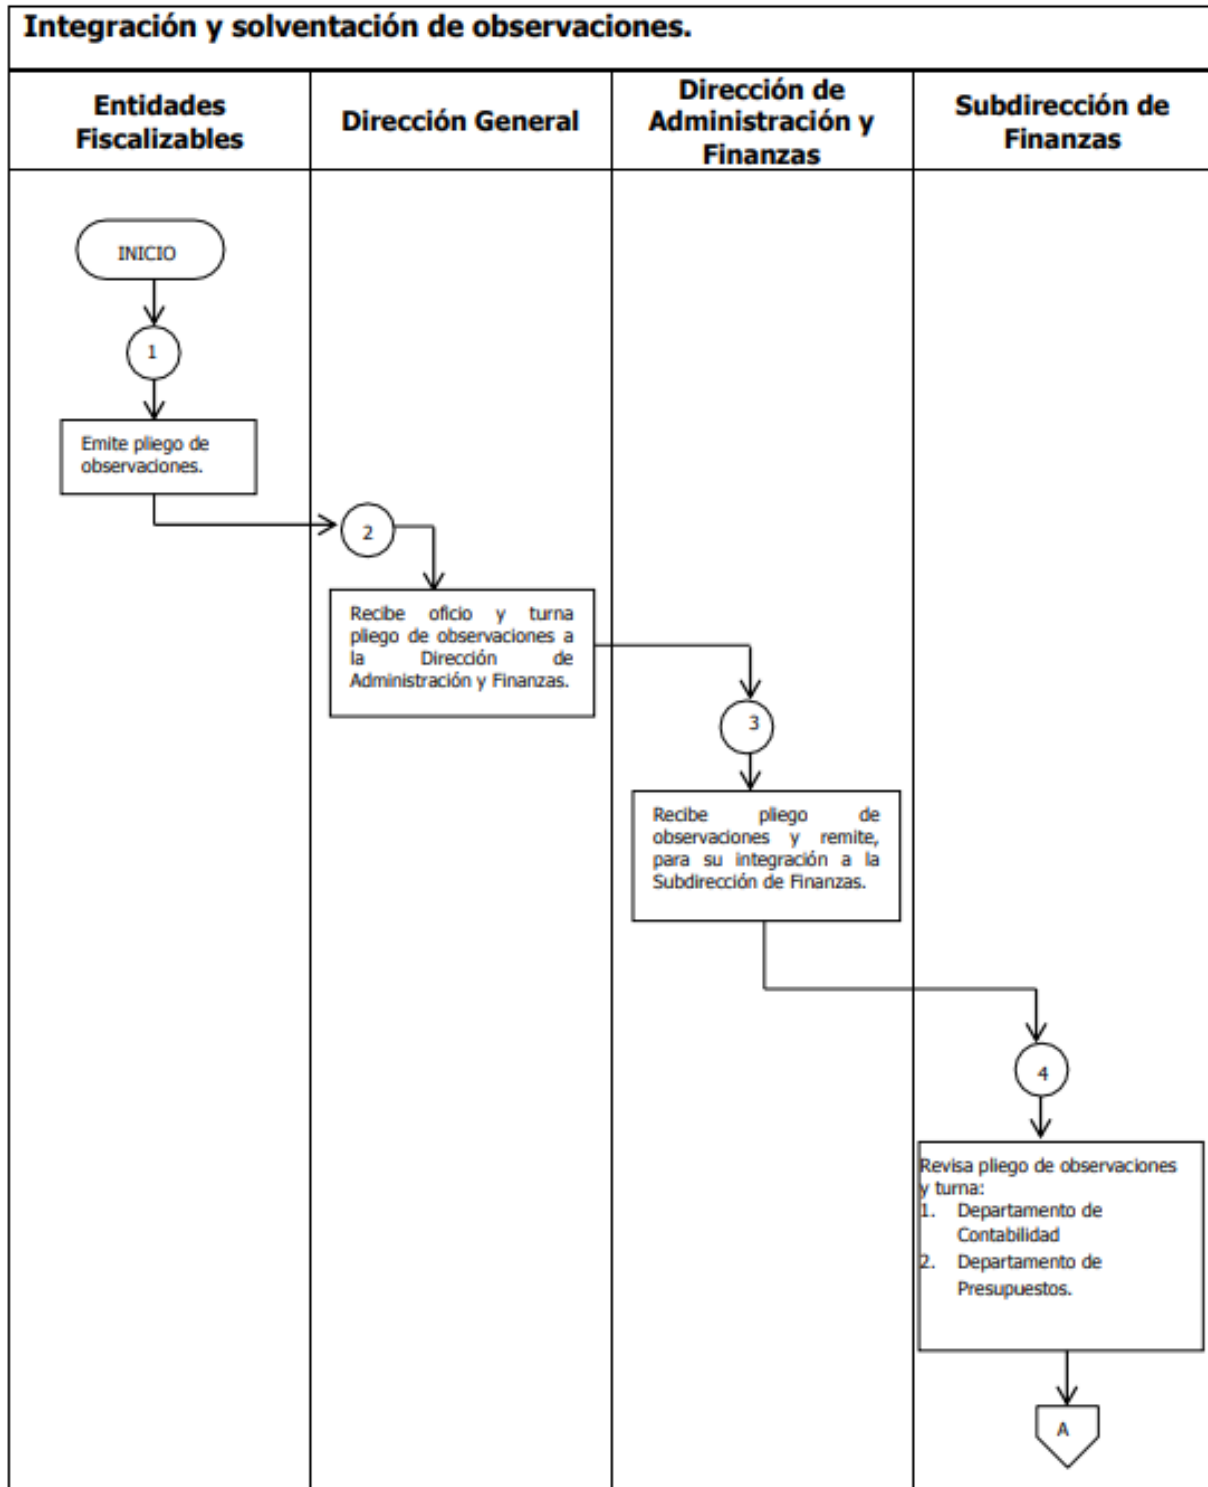 Integración y solventación de observaciones.
Entidades
Fiscalizables
Dirección General
Dirección de
Administración y
Finanzas
Subdirección de
Finanzas
INICIO
1
Emite pliego de
observaciones.
2
Recibe oficio y turna
pliego de observaciones a
la Dirección de
Administración y Finanzas.
3
Recibe pliego de
observaciones y remite,
para su integración a la
Subdirección de Finanzas.
4
Revisa pliego de observaciones
y turna:
1. Departamento de
Contabilidad
2. Departamento de
Presupuestos.
A